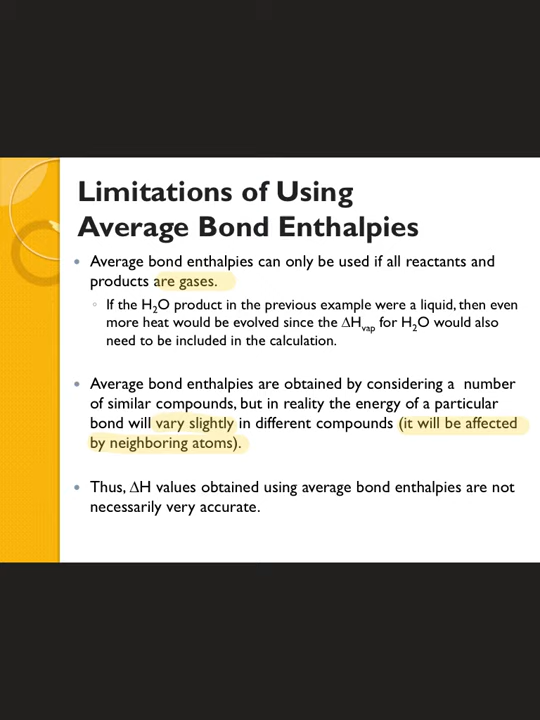 Limitations of Using
Average Bond Enthalpies
• Average bond enthalpies can only be used if all reactants and
products are gases.
◦ If the H₂O product in the previous example were a liquid, then even
more heat would be evolved since the ΔHvap for H₂O would also
need to be included in the calculation.
• Average bond enthalpies are obtained by considering a number
of similar compounds, but in reality the energy of a particular
bond will vary slightly in different compounds (it will be affected
by neighboring atoms).
• Thus, ΔH values obtained using average bond enthalpies are not
necessarily very accurate.